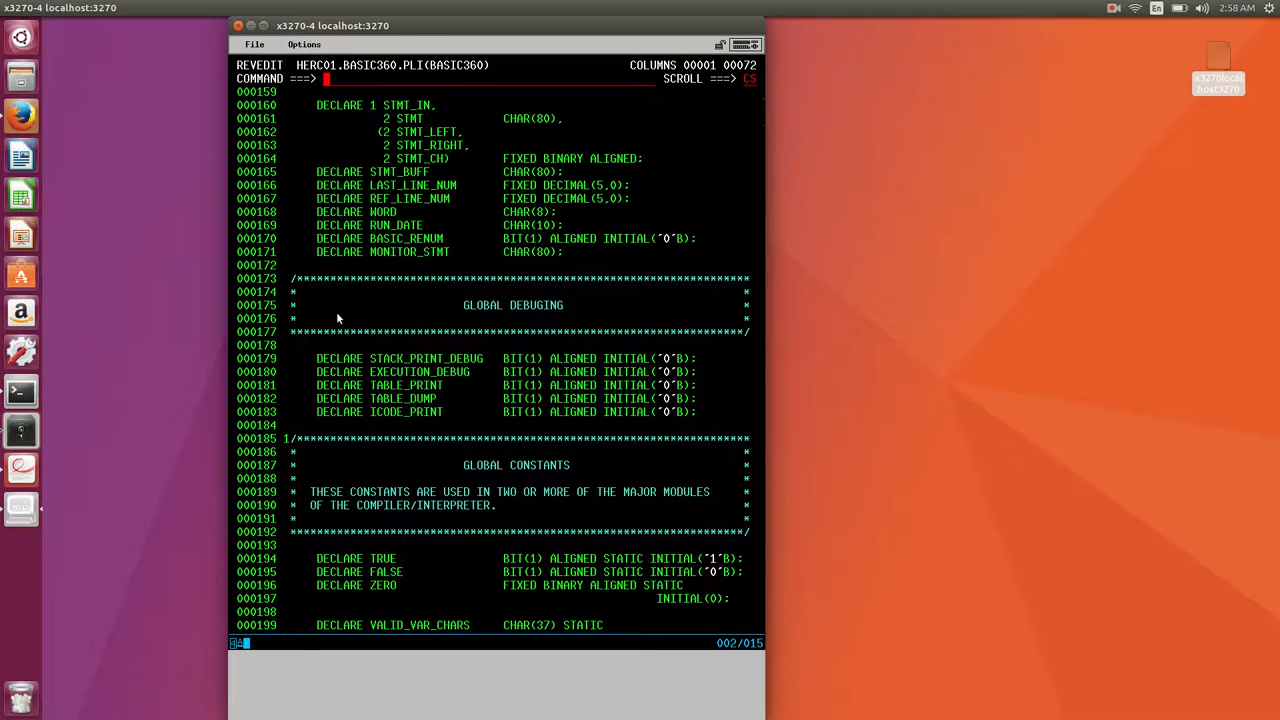 x3270-4 localhost:3270
En
2:58 AM
x3270-4 localhost:3270
File Options
REVEDIT HERC01.BASIC360.PLI(BASIC360) COLUMNS 00001 00072
COMMAND ===> SCROLL ===> CS
000159
000160 DECLARE 1 STMT_IN,
000161 2 STMT CHAR(80),
000162 (2 STMT_LEFT,
000163 2 STMT_RIGHT,
000164 2 STMT_CH) FIXED BINARY ALIGNED;
000165 DECLARE STMT_BUFF CHAR(80);
000166 DECLARE LAST_LINE_NUM FIXED DECIMAL(5,0);
000167 DECLARE REF_LINE_NUM FIXED DECIMAL(5,0);
000168 DECLARE WORD CHAR(8);
000169 DECLARE RUN_DATE CHAR(10);
000170 DECLARE BASIC_RENUM BIT(1) ALIGNED INITIAL('0'B);
000171 DECLARE MONITOR_STMT CHAR(80);
000172
000173 /********************************************************************
000174 * *
000175 * GLOBAL DEBUGING *
000176 * *
000177 ********************************************************************/
000178
000179 DECLARE STACK_PRINT_DEBUG BIT(1) ALIGNED INITIAL('0'B);
000180 DECLARE EXECUTION_DEBUG BIT(1) ALIGNED INITIAL('0'B);
000181 DECLARE TABLE_PRINT BIT(1) ALIGNED INITIAL('0'B);
000182 DECLARE TABLE_DUMP BIT(1) ALIGNED INITIAL('0'B);
000183 DECLARE ICODE_PRINT BIT(1) ALIGNED INITIAL('0'B);
000184
000185 1/********************************************************************
000186 * *
000187 * GLOBAL CONSTANTS *
000188 * *
000189 * THESE CONSTANTS ARE USED IN TWO OR MORE OF THE MAJOR MODULES *
000190 * OF THE COMPILER/INTERPRETER. *
000191 * *
000192 ********************************************************************/
000193
000194 DECLARE TRUE BIT(1) ALIGNED STATIC INITIAL('1'B);
000195 DECLARE FALSE BIT(1) ALIGNED STATIC INITIAL('0'B);
000196 DECLARE ZERO FIXED BINARY ALIGNED STATIC
000197 INITIAL(0);
000198
000199 DECLARE VALID_VAR_CHARS CHAR(37) STATIC
4A 002/015
x3270local
host3270